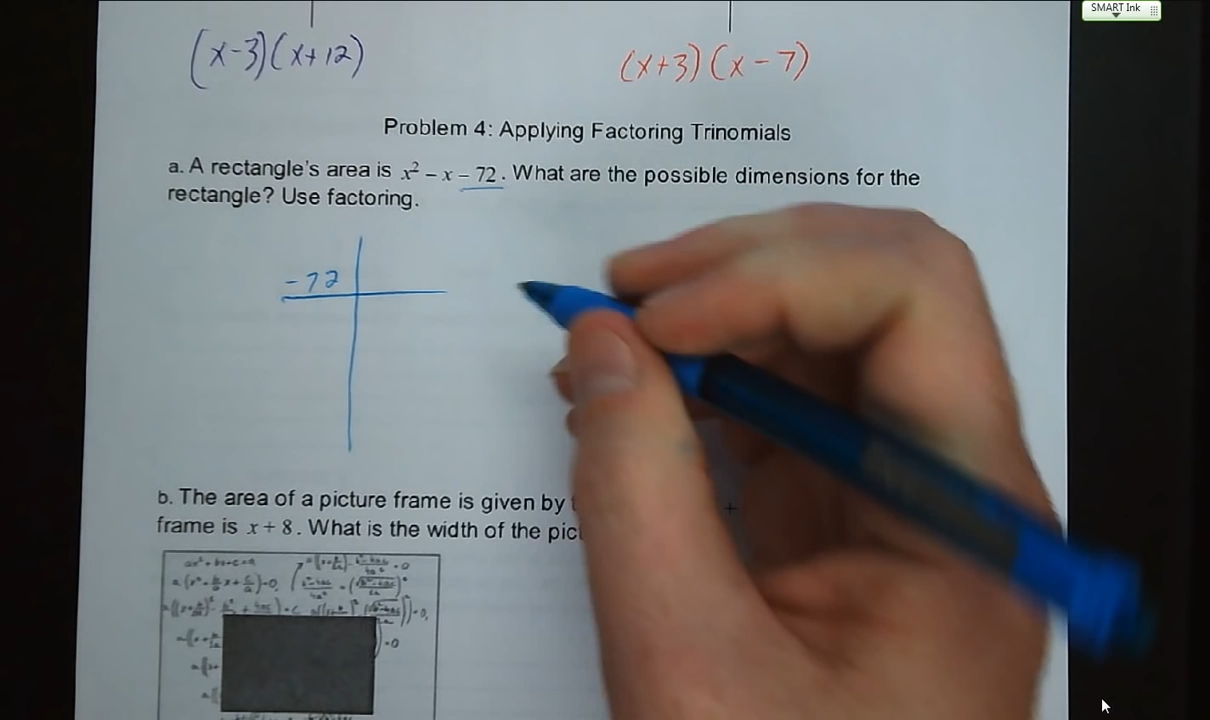 SMART Ink
(x-3)(x+12)
(x+3)(x-7)
Problem 4: Applying Factoring Trinomials
a. A rectangle's area is x² – x – 72. What are the possible dimensions for the
rectangle? Use factoring.
-72
b. The area of a picture frame is given by
frame is x + 8. What is the width of the